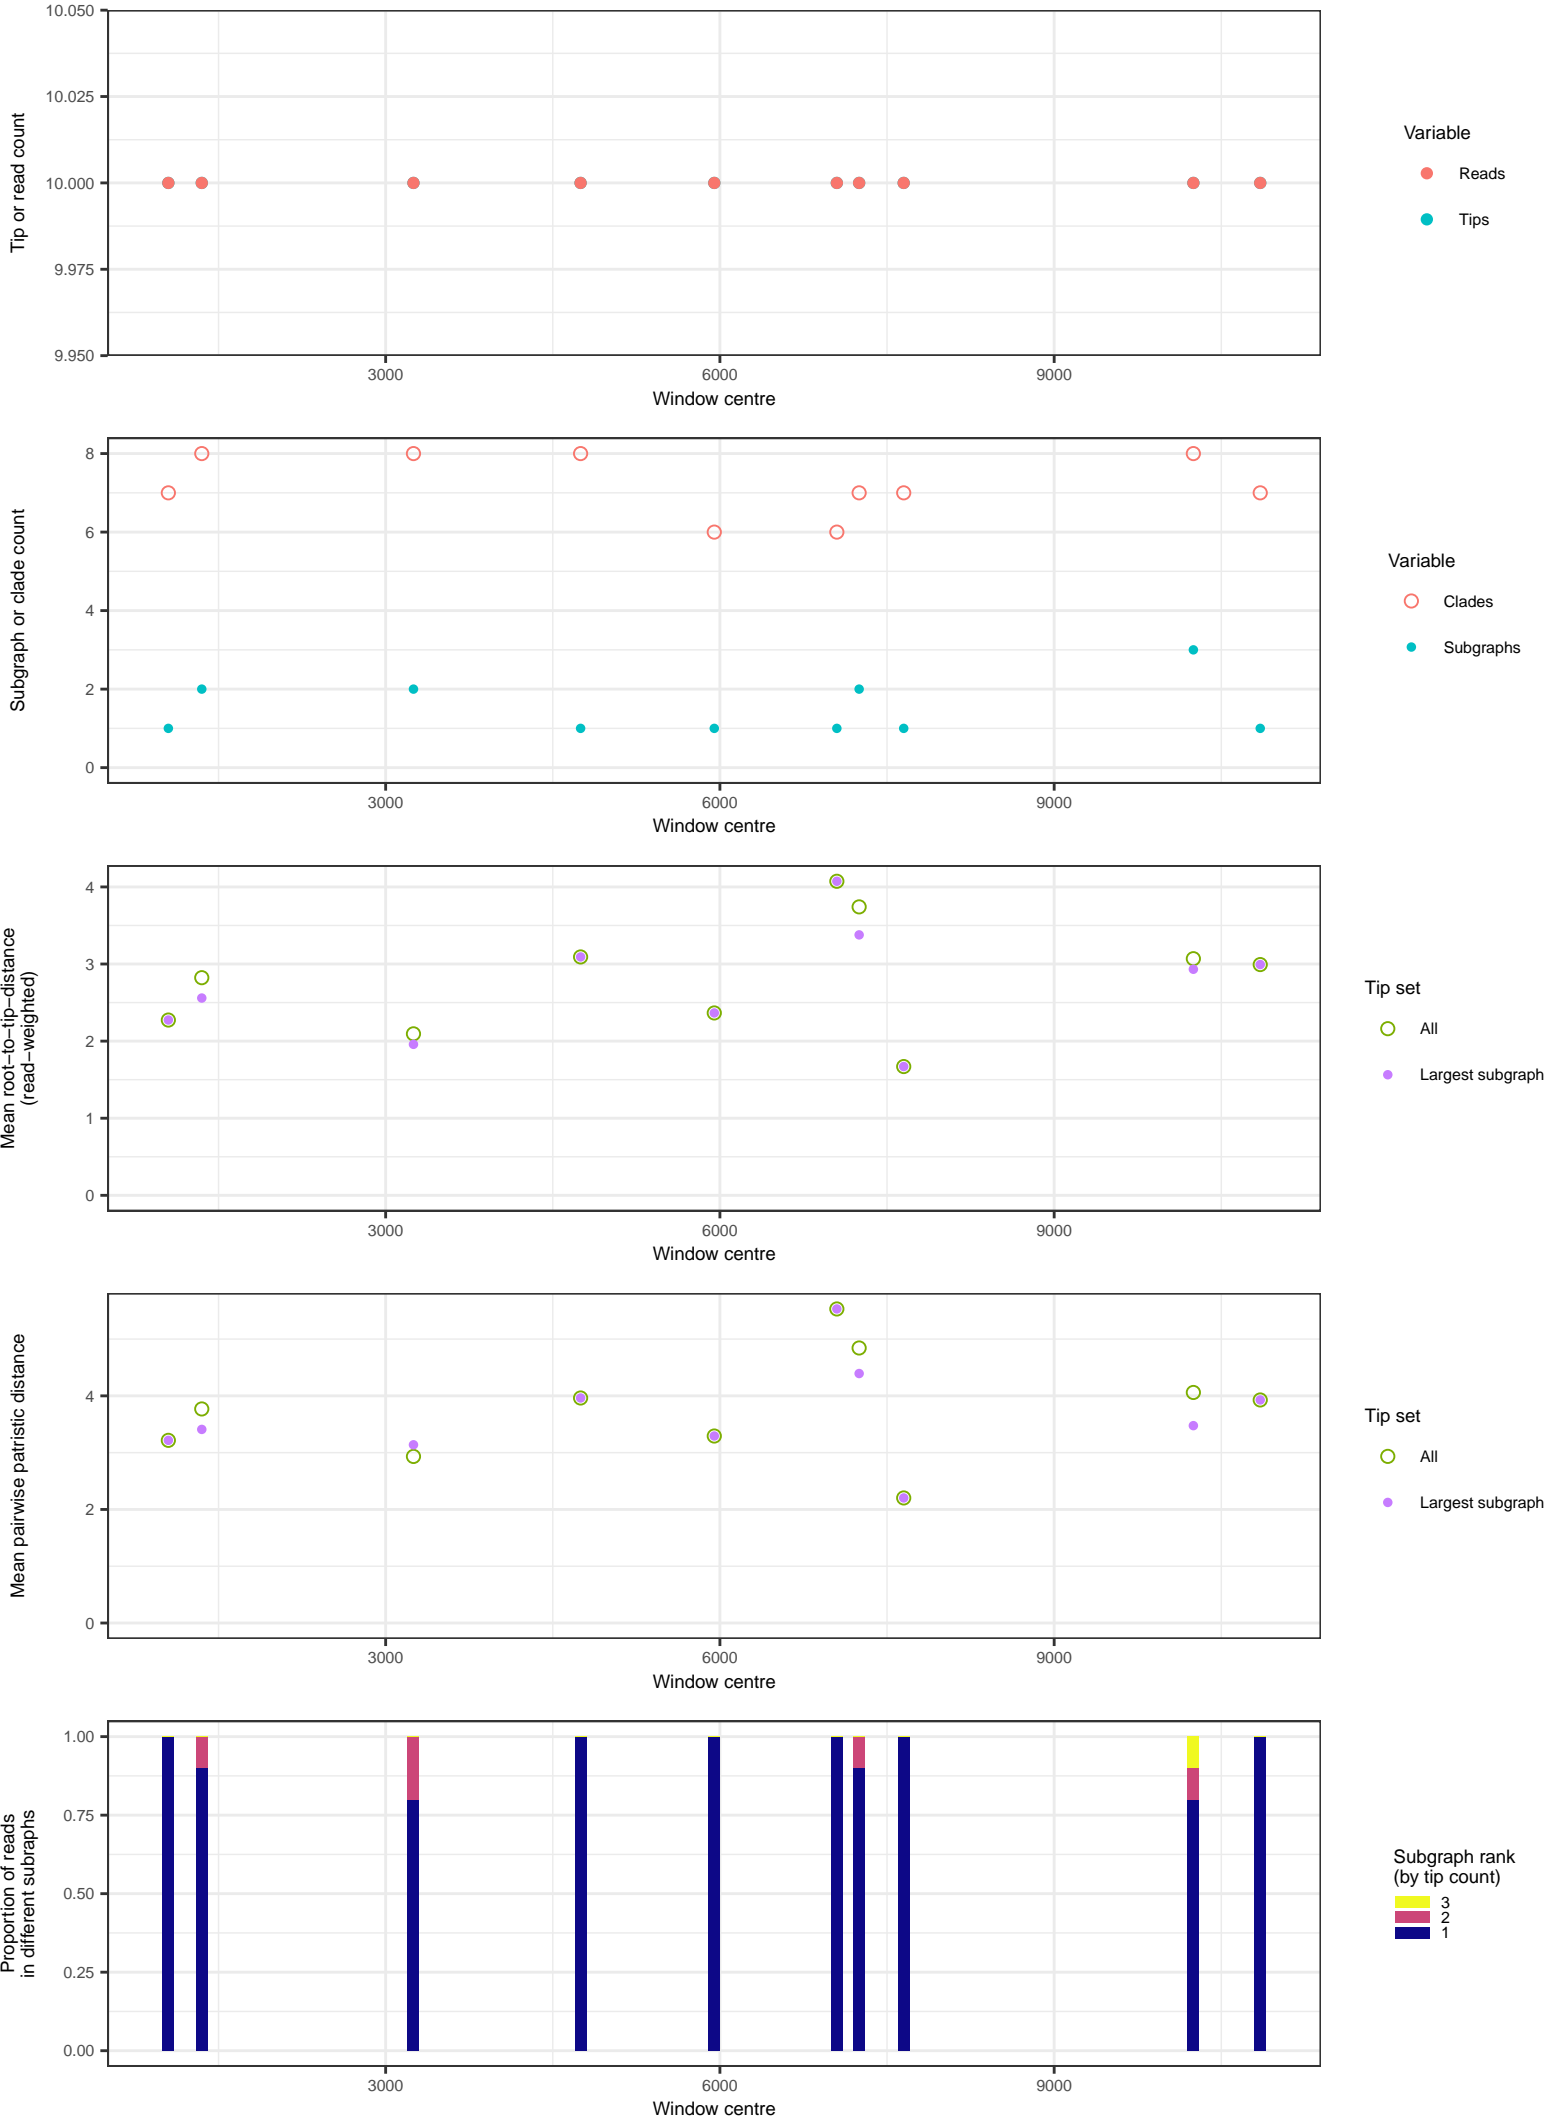 10.050
10.025
10.000
9.975
9.950
Tip or read count
3000
6000
9000
Window centre
Variable
Reads
Tips
8
6
4
2
0
Subgraph or clade count
3000
6000
9000
Window centre
Variable
Clades
Subgraphs
4
3
2
1
0
Mean root−to−tip−distance
(read−weighted)
3000
6000
9000
Window centre
Tip set
All
Largest subgraph
4
2
0
Mean pairwise patristic distance
3000
6000
9000
Window centre
Tip set
All
Largest subgraph
1.00
0.75
0.50
0.25
0.00
Proportion of reads
in different subraphs
3000
6000
9000
Window centre
Subgraph rank
(by tip count)
3
2
1